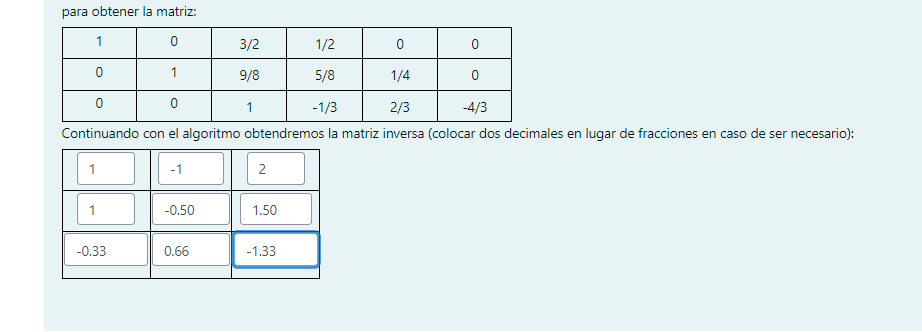 para obtener la matriz:
1 0 3/2 1/2 0 0
0 1 9/8 5/8 1/4 0
0 0 1 -1/3 2/3 -4/3
Continuando con el algoritmo obtendremos la matriz inversa (colocar dos decimales en lugar de fracciones en caso de ser necesario):
1 -1 2
1 -0.50 1.50
-0.33 0.66 -1.33